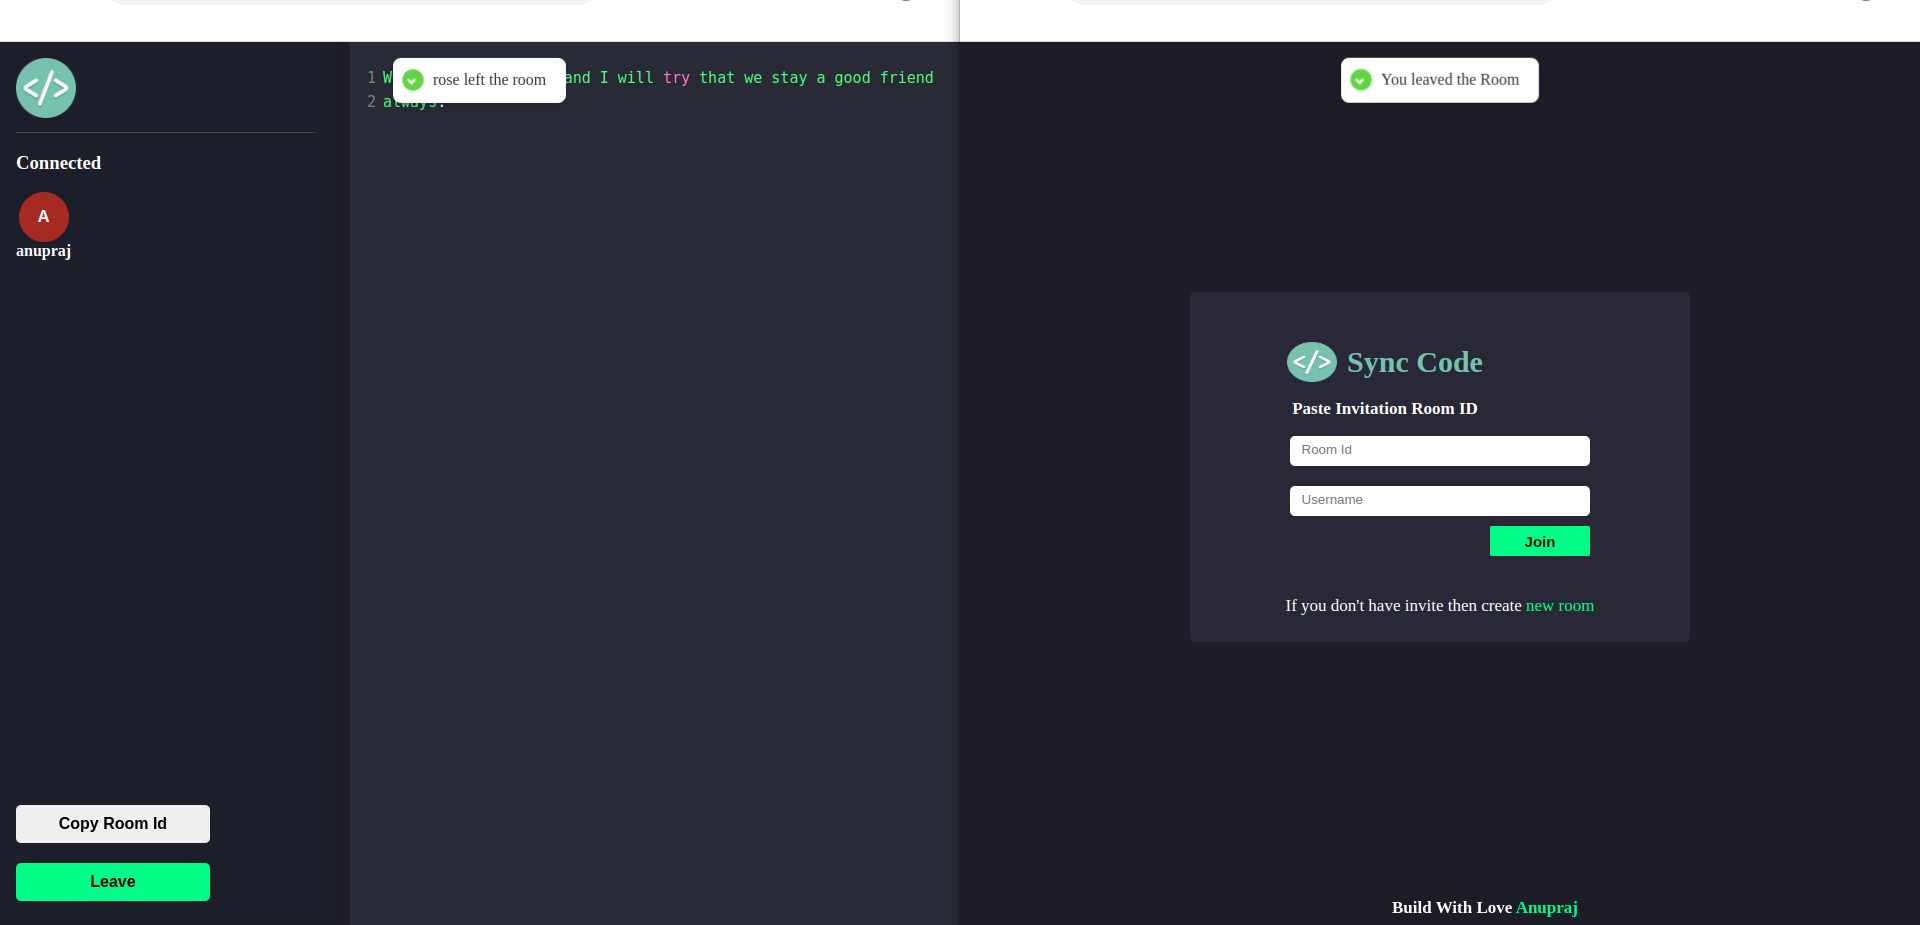 </>
Connected
A
anupraj
Copy Room Id
Leave
1 and I will try that we stay a good friend
2 always.
rose left the room
You leaved the Room
</> Sync Code
Paste Invitation Room ID
Room Id
Username
Join
If you don't have invite then create new room
Build With Love Anupraj